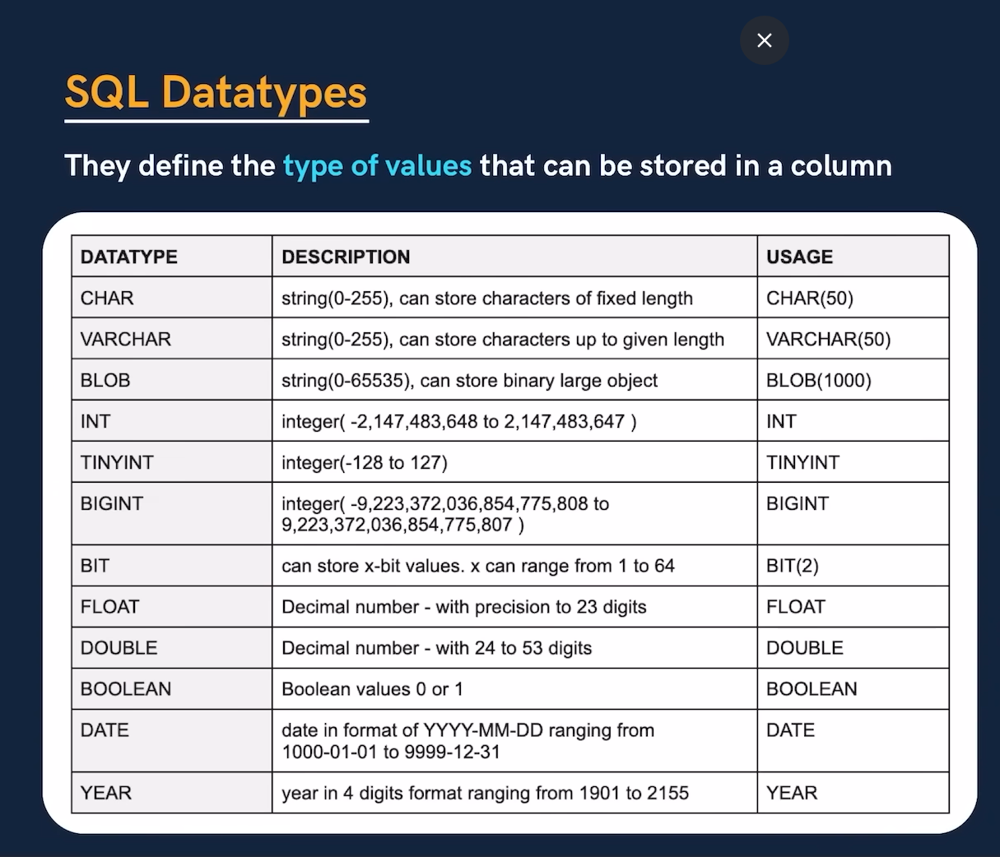 SQL Datatypes
They define the type of values that can be stored in a column
DATATYPE DESCRIPTION USAGE
CHAR string(0-255), can store characters of fixed length CHAR(50)
VARCHAR string(0-255), can store characters up to given length VARCHAR(50)
BLOB string(0-65535), can store binary large object BLOB(1000)
INT integer( -2,147,483,648 to 2,147,483,647 ) INT
TINYINT integer(-128 to 127) TINYINT
BIGINT integer( -9,223,372,036,854,775,808 to BIGINT
9,223,372,036,854,775,807 )
BIT can store x-bit values. x can range from 1 to 64 BIT(2)
FLOAT Decimal number - with precision to 23 digits FLOAT
DOUBLE Decimal number - with 24 to 53 digits DOUBLE
BOOLEAN Boolean values 0 or 1 BOOLEAN
DATE date in format of YYYY-MM-DD ranging from DATE
1000-01-01 to 9999-12-31
YEAR year in 4 digits format ranging from 1901 to 2155 YEAR